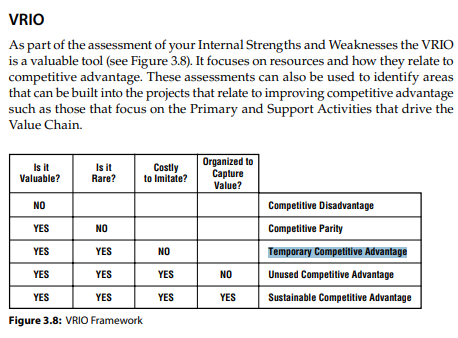 VRIO
As part of the assessment of your Internal Strengths and Weaknesses the VRIO
is a valuable tool (see Figure 3.8). It focuses on resources and how they relate to
competitive advantage. These assessments can also be used to identify areas
that can be built into the projects that relate to improving competitive advantage
such as those that focus on the Primary and Support Activities that drive the
Value Chain.
Is it Valuable? Is it Rare? Costly to Imitate? Organized to Capture Value?
NO Competitive Disadvantage
YES NO Competitive Parity
YES YES NO Temporary Competitive Advantage
YES YES YES NO Unused Competitive Advantage
YES YES YES YES Sustainable Competitive Advantage
Figure 3.8: VRIO Framework